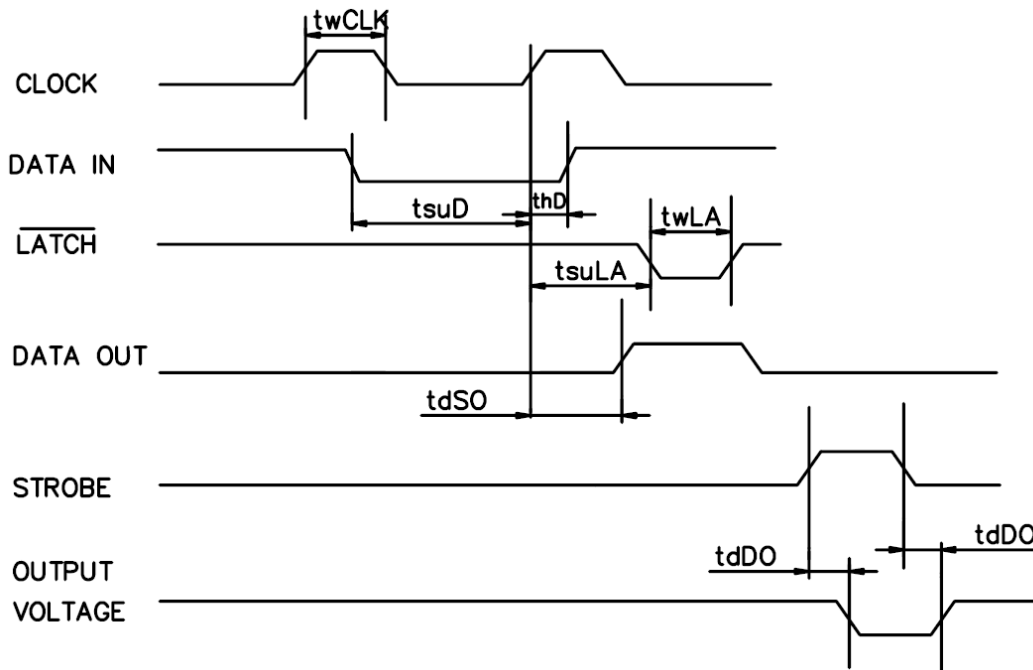 twCLK
CLOCK
DATA IN
thD
tsuD
twLA
LATCH
tsuLA
DATA OUT
tdSO
STROBE
tdDO
tdDO
OUTPUT
VOLTAGE